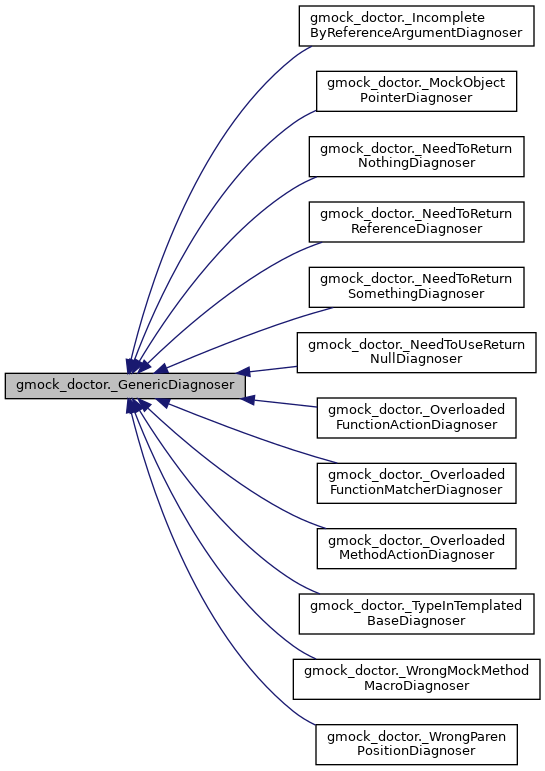 gmock_doctor._Incomplete
ByReferenceArgumentDiagnoser
gmock_doctor._MockObject
PointerDiagnoser
gmock_doctor._NeedToReturn
NothingDiagnoser
gmock_doctor._NeedToReturn
ReferenceDiagnoser
gmock_doctor._NeedToReturn
SomethingDiagnoser
gmock_doctor._NeedToUseReturn
NullDiagnoser
gmock_doctor._GenericDiagnoser
gmock_doctor._Overloaded
FunctionActionDiagnoser
gmock_doctor._Overloaded
FunctionMatcherDiagnoser
gmock_doctor._Overloaded
MethodActionDiagnoser
gmock_doctor._TypeInTemplated
BaseDiagnoser
gmock_doctor._WrongMockMethod
MacroDiagnoser
gmock_doctor._WrongParen
PositionDiagnoser